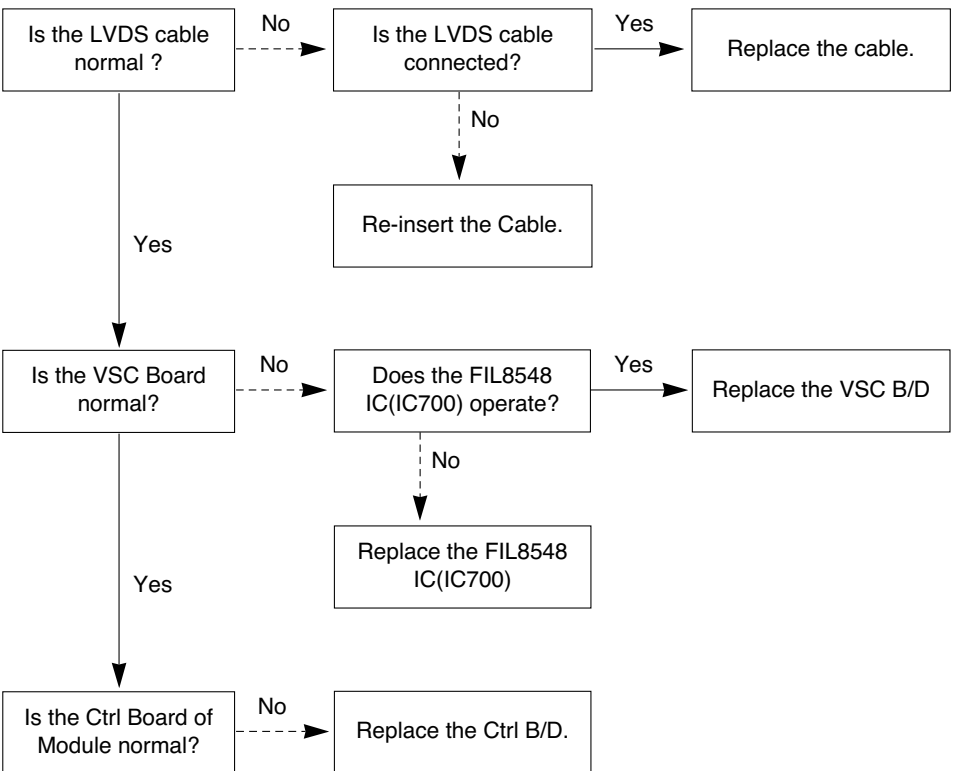 Is the LVDS cable
normal ?
No
Is the LVDS cable
connected?
Yes
Replace the cable.
No
Re-insert the Cable.
Yes
Is the VSC Board
normal?
No
Does the FIL8548
IC(IC700) operate?
Yes
Replace the VSC B/D
No
Replace the FIL8548
IC(IC700)
Yes
Is the Ctrl Board of
Module normal?
No
Replace the Ctrl B/D.